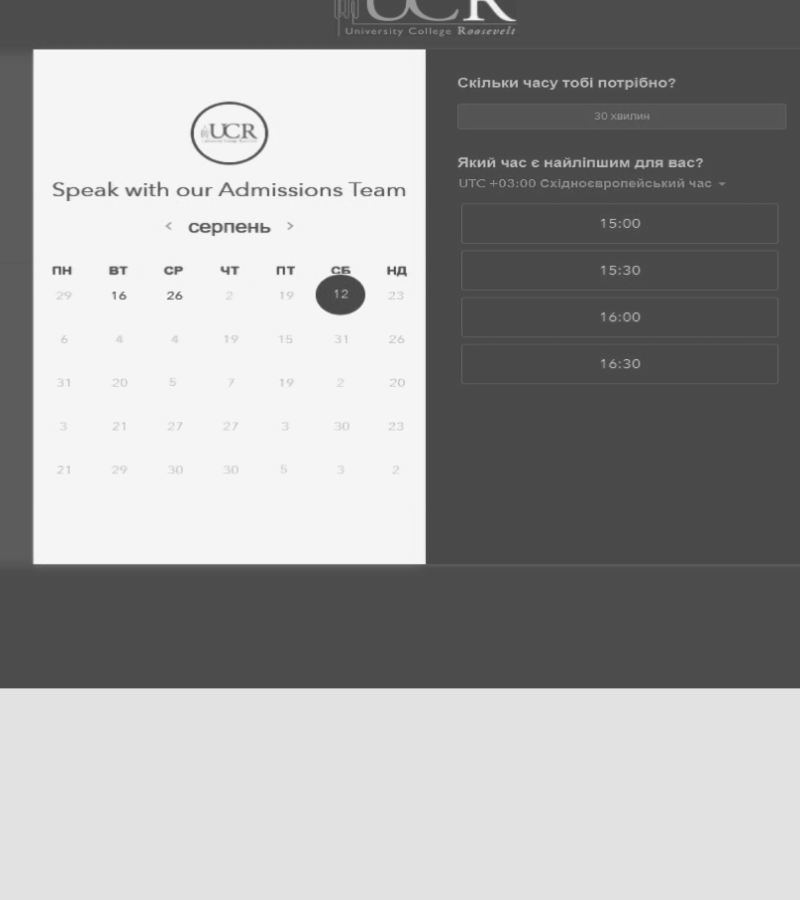 UCR
University College Roosevelt
UCR
Speak with our Admissions Team
< серпень >
ПН ВТ СР ЧТ ПТ СБ НД
29 16 26 2 19 12 23
6 4 4 19 15 31 26
31 20 5 7 19 2 20
3 21 27 27 3 30 23
21 29 30 30 5 3 2
Скільки часу тобі потрібно?
30 хвилин
Який час є найліпшим для вас?
UTC +03:00 Східноєвропейський час
15:00
15:30
16:00
16:30